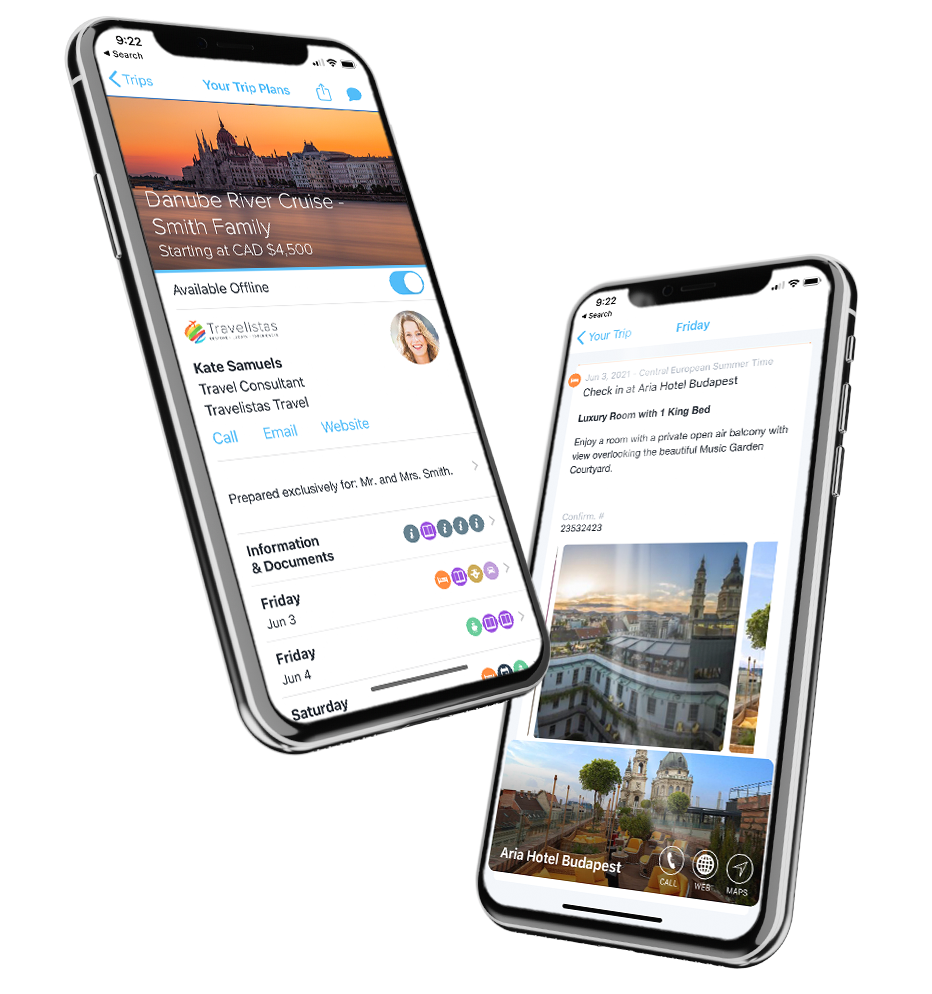 9:22
Search
Trips
Your Trip Plans
Danube River Cruise -
Smith Family
Starting at CAD $4,500
Available Offline
Travelistas
Kate Samuels
Travel Consultant
Travelistas Travel
Call Email Website
Prepared exclusively for: Mr. and Mrs. Smith.
Information
& Documents
Friday
Jun 3
Friday
Jun 4
Saturday
9:22
Search
Your Trip
Friday
Jun 3, 2021 - Central European Summer Time
Check in at Aria Hotel Budapest
Luxury Room with 1 King Bed
Enjoy a room with a private open air balcony with
view overlooking the beautiful Music Garden
Courtyard.
Confirm. #
23532423
Aria Hotel Budapest
CALL WEB MAPS